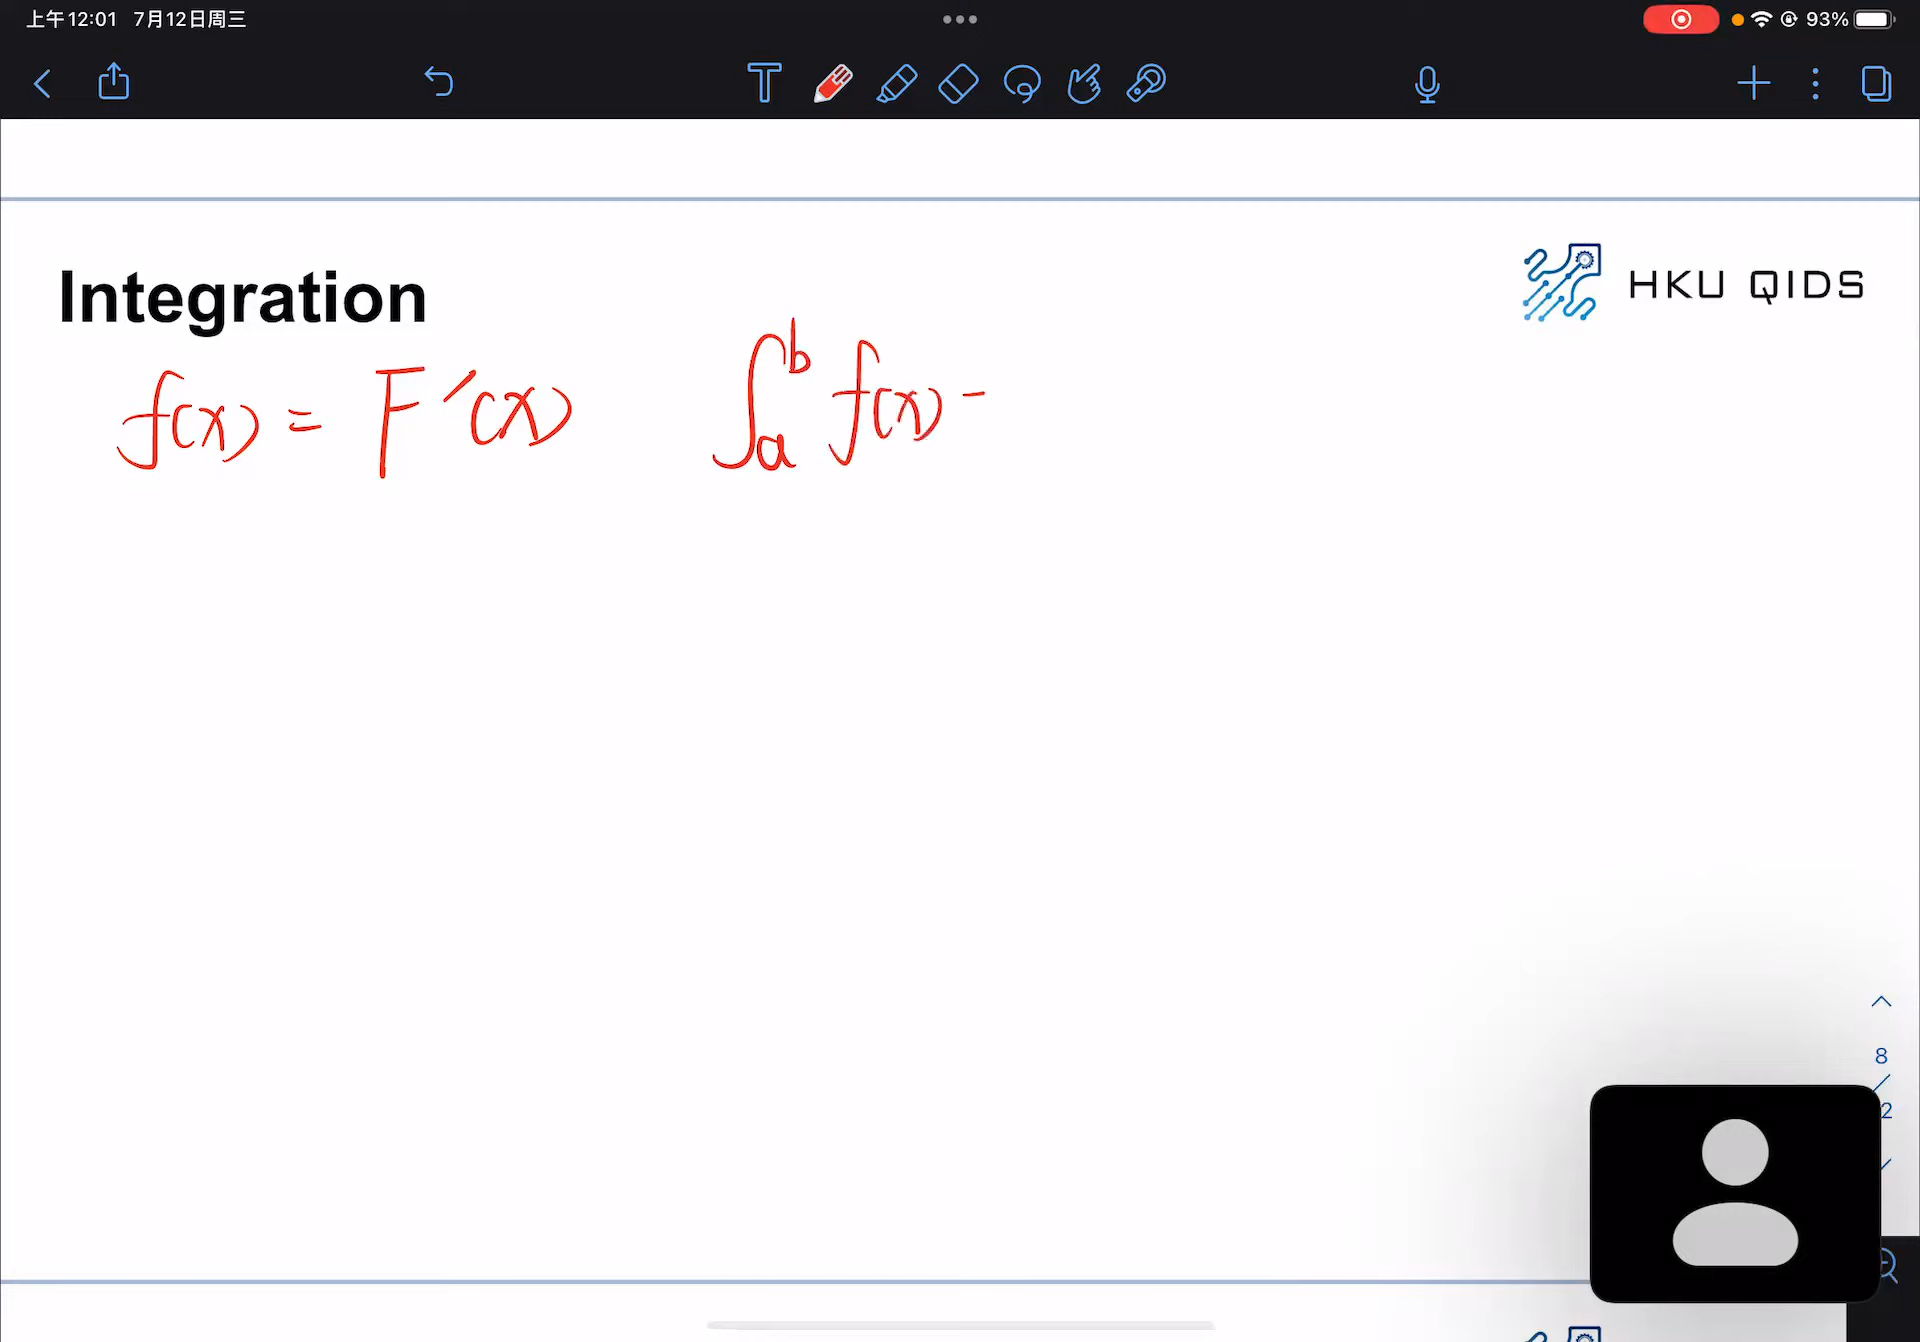 上午12:01 7月12日周三
93%
Integration
HKU QIDS
f(x) = F′(x) ∫ₐᵇ f(x) -
8
2